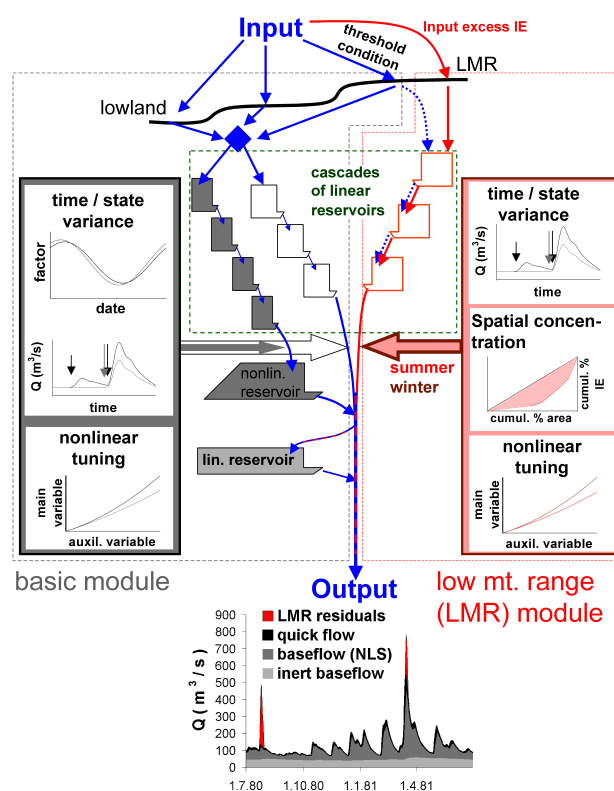 Input
Input excess IE
threshold
condition
LMR
lowland
cascades
of linear
reservoirs
time / state
variance
factor
date
Q (m³/s)
time
nonlinear
tuning
main
variable
auxil. variable
time / state
variance
Q (m³/s)
time
Spatial concen-
tration
cumul. %
IE
cumul. % area
nonlinear
tuning
main
variable
auxil. variable
summer
winter
nonlin.
reservoir
lin. reservoir
basic module
Output
low mt. range
(LMR) module
LMR residuals
quick flow
baseflow (NLS)
inert baseflow
Q ( m ³ / s )
900
800
700
600
500
400
300
200
100
0
1.7.80
1.10.80
1.1.81
1.4.81